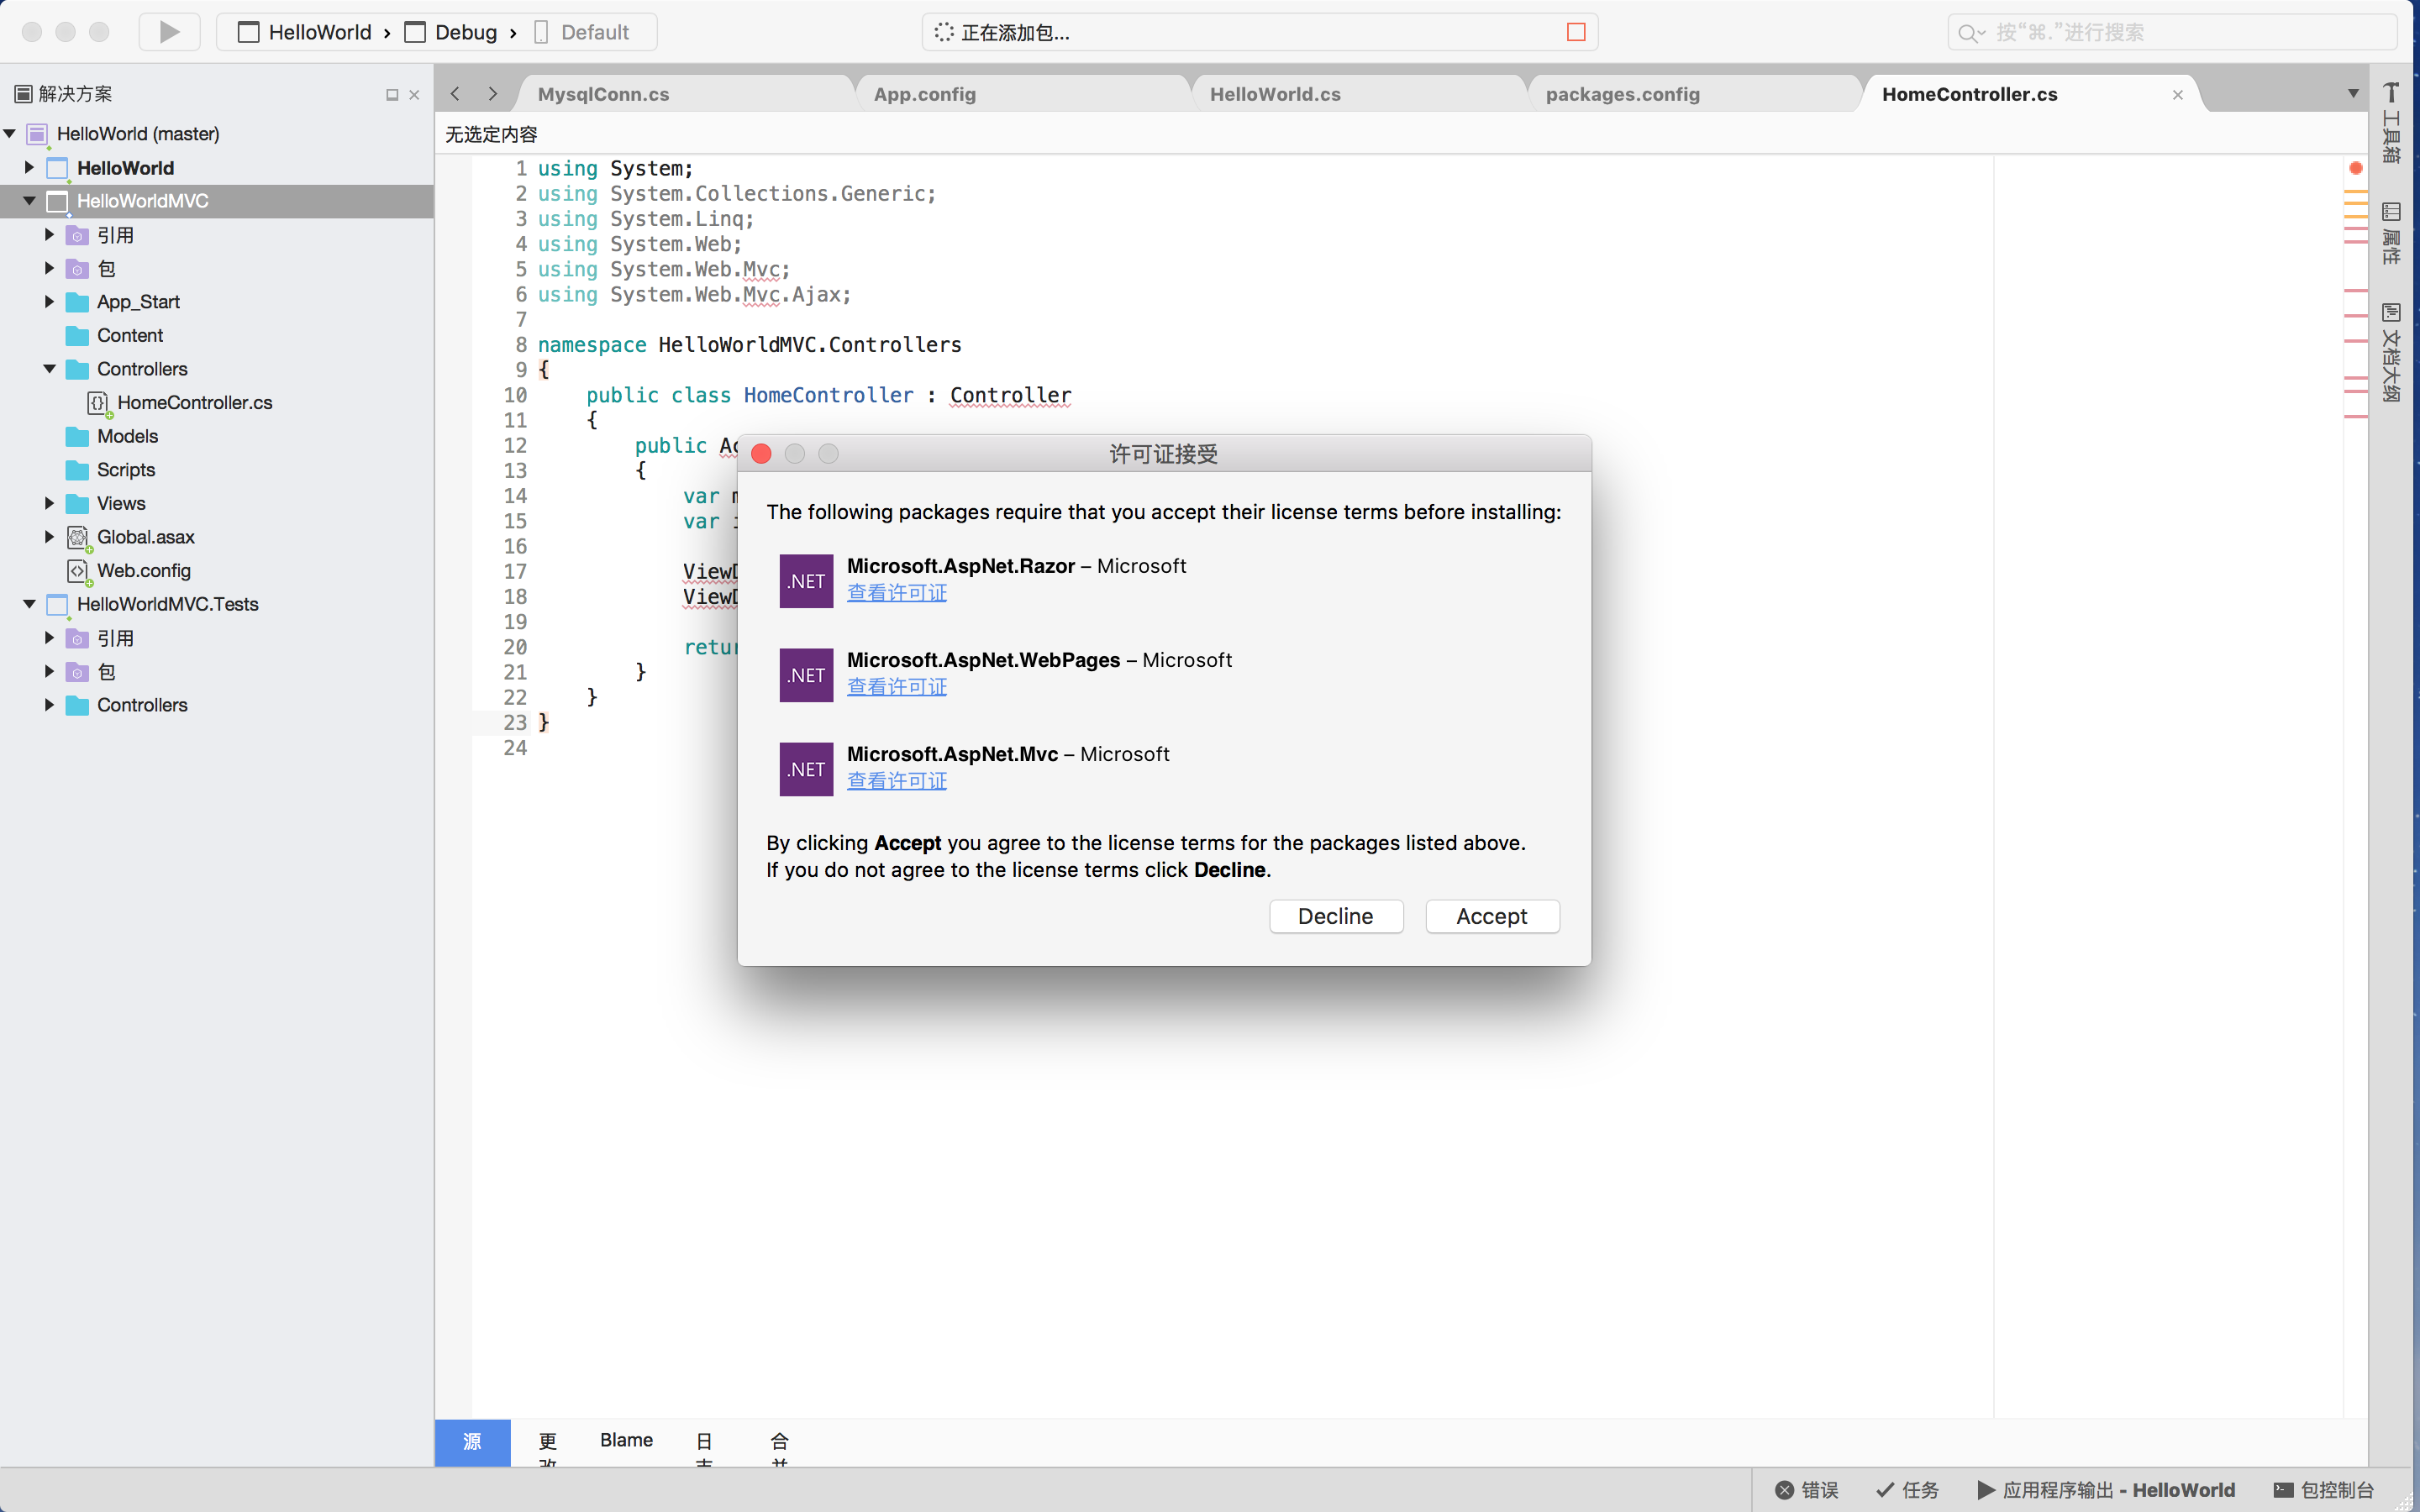 HelloWorld › Debug › Default
正在添加包...
按“⌘.”进行搜索
解决方案
HelloWorld (master)
HelloWorld
HelloWorldMVC
引用
包
App_Start
Content
Controllers
HomeController.cs
Models
Scripts
Views
Global.asax
Web.config
HelloWorldMVC.Tests
引用
包
Controllers
MysqlConn.cs
App.config
HelloWorld.cs
packages.config
HomeController.cs
无选定内容
1 using System;
2 using System.Collections.Generic;
3 using System.Linq;
4 using System.Web;
5 using System.Web.Mvc;
6 using System.Web.Mvc.Ajax;
7
8 namespace HelloWorldMVC.Controllers
9 {
10 public class HomeController : Controller
11 {
12 public Ac
13 {
14 var
15 var
16
17 ViewD
18 ViewD
19
20 retur
21 }
22 }
23 }
24
许可证接受
The following packages require that you accept their license terms before installing:
.NET
Microsoft.AspNet.Razor – Microsoft
查看许可证
.NET
Microsoft.AspNet.WebPages – Microsoft
查看许可证
.NET
Microsoft.AspNet.Mvc – Microsoft
查看许可证
By clicking Accept you agree to the license terms for the packages listed above.
If you do not agree to the license terms click Decline.
Decline
Accept
工具箱
属性
文档大纲
源
更改
Blame
日志
合并
错误
任务
应用程序输出 - HelloWorld
包控制台